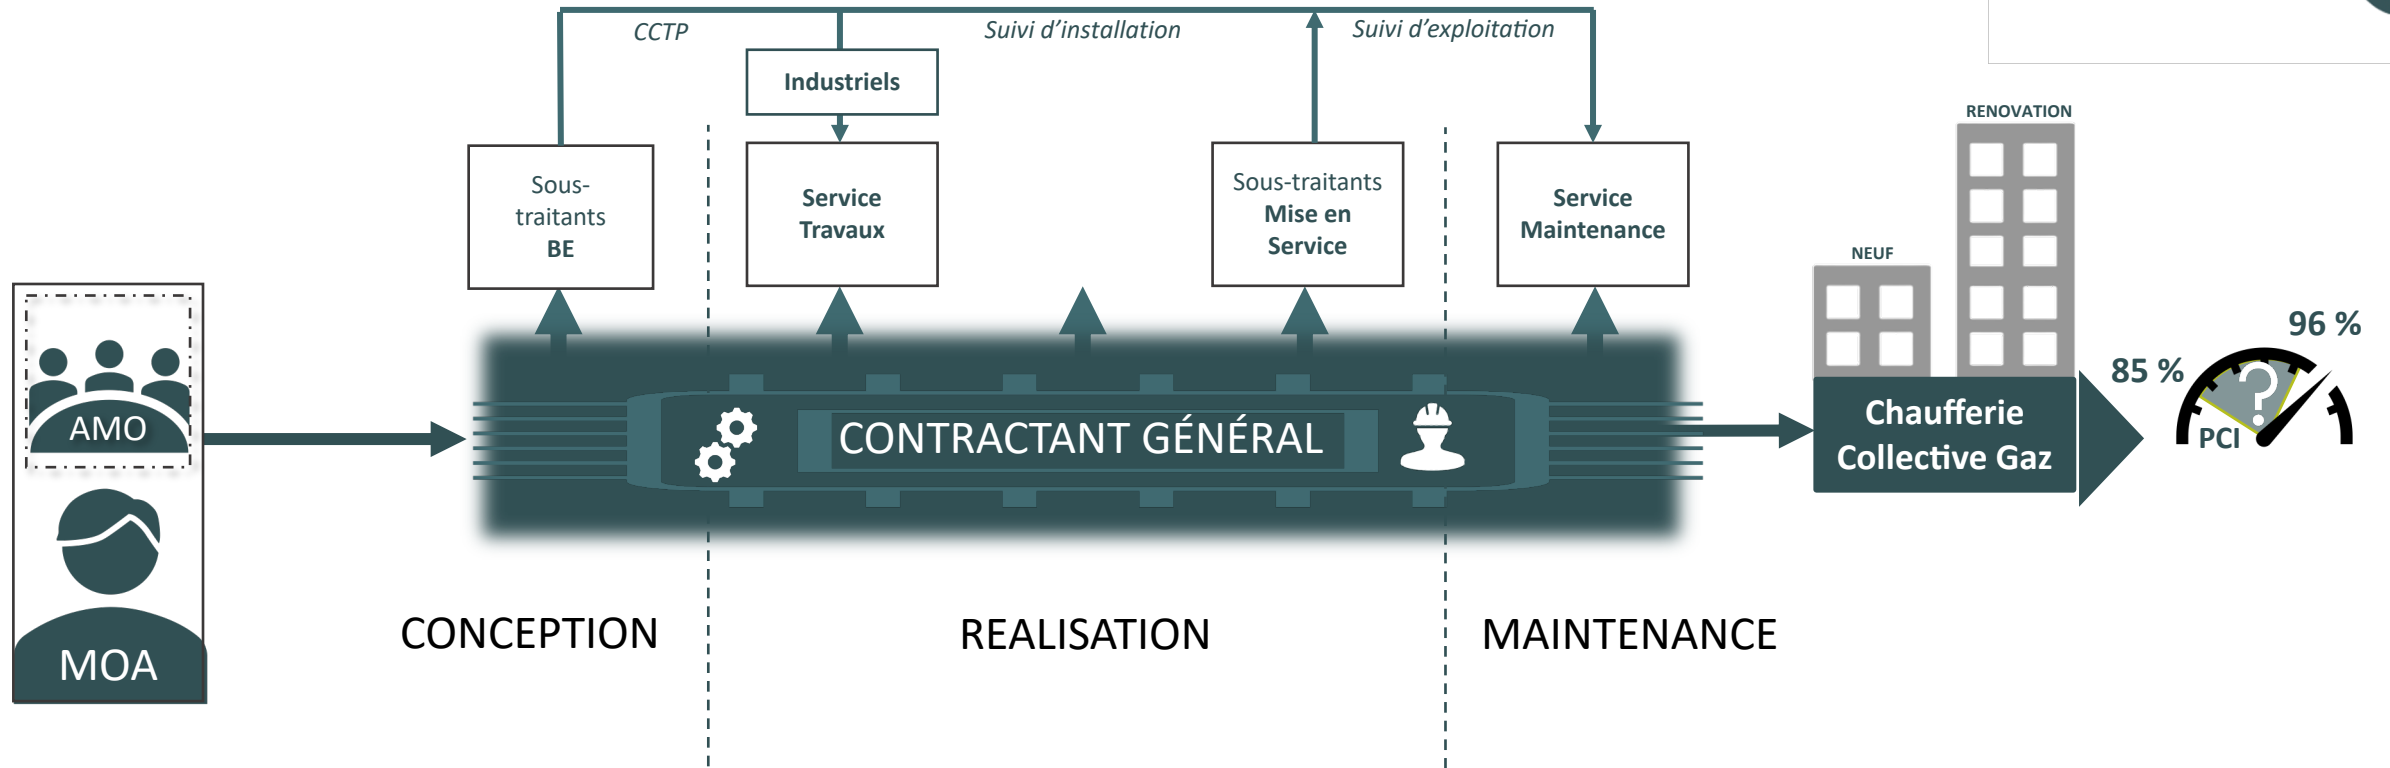 CCTP
Suivi d’installation
Suivi d’exploitation
Industriels
Sous-
traitants
BE
Service
Travaux
Sous-traitants
Mise en
Service
Service
Maintenance
RENOVATION
NEUF
96 %
85 %
PCI
?
Chaufferie
Collective Gaz
AMO
MOA
CONTRACTANT GÉNÉRAL
CONCEPTION
REALISATION
MAINTENANCE